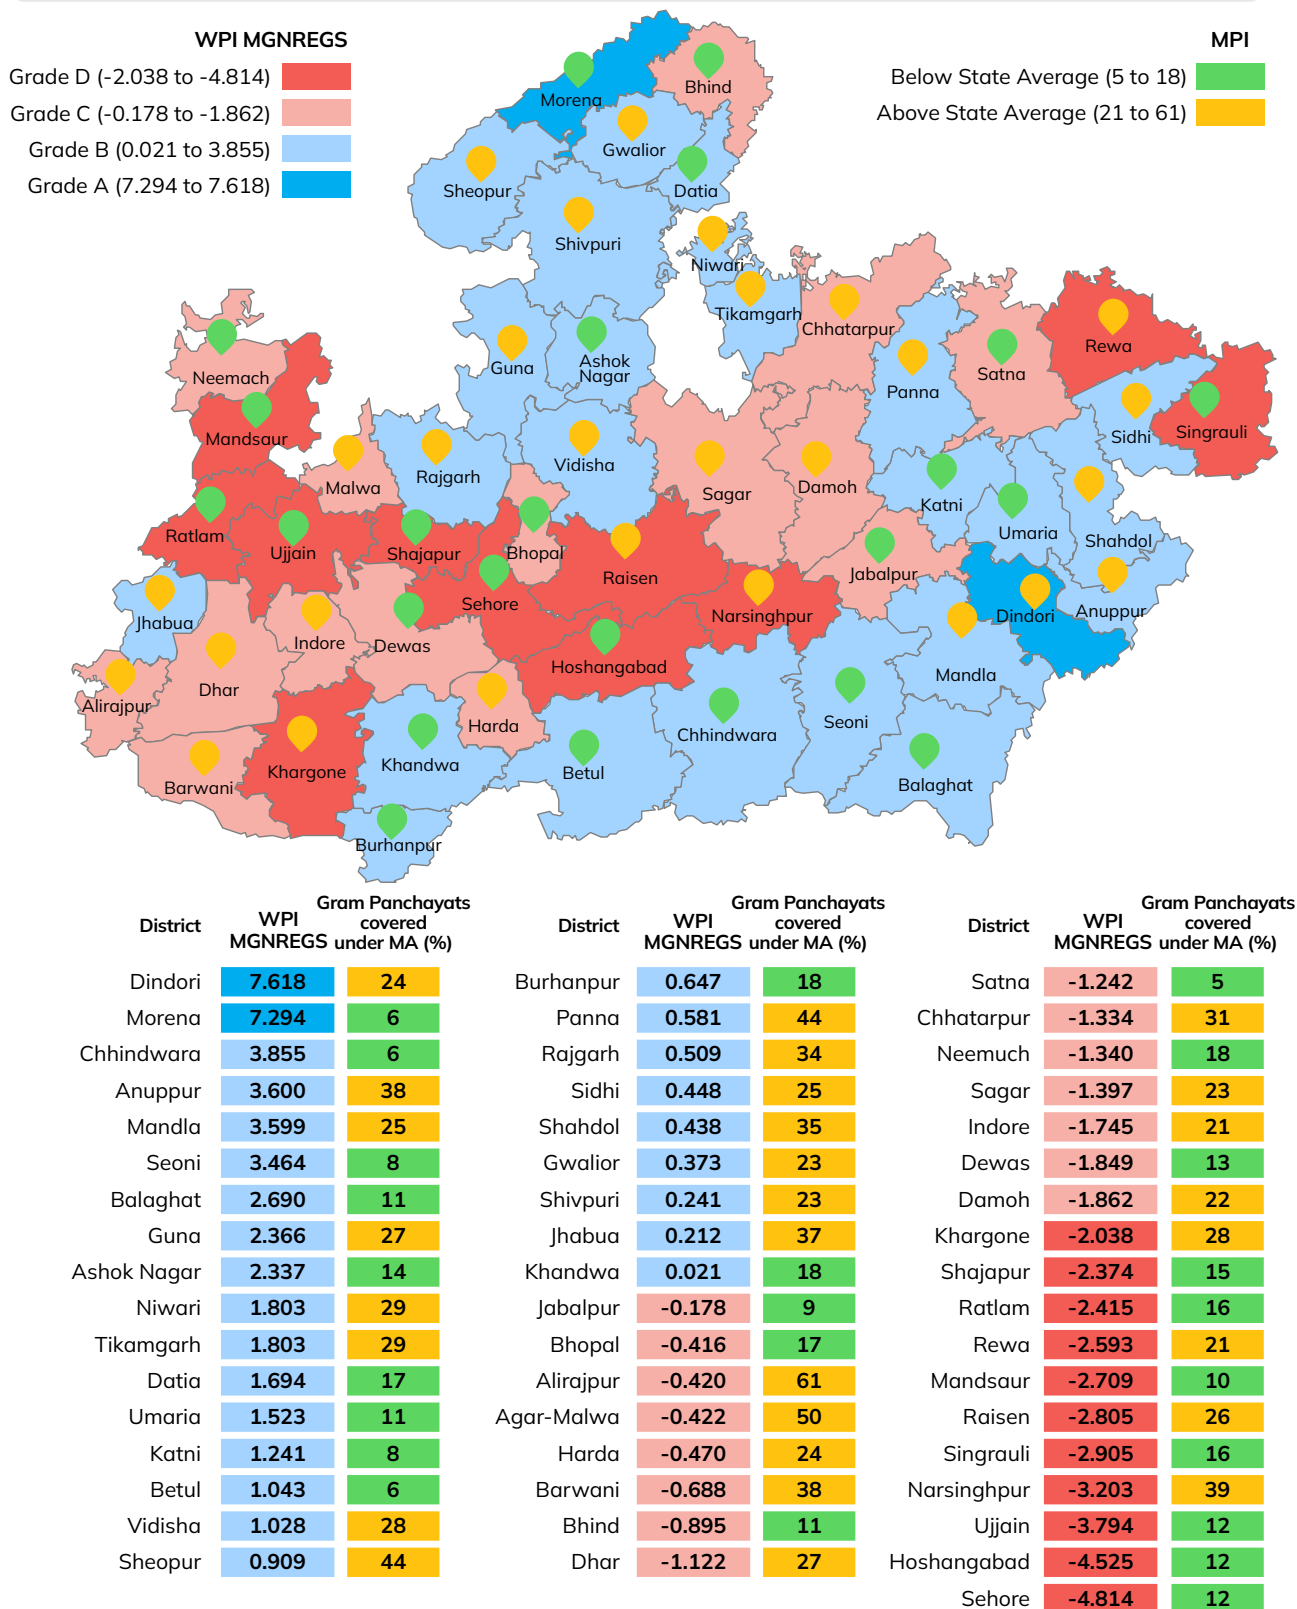 WPI MGNREGS
Grade D (-2.038 to -4.814)
Grade C (-0.178 to -1.862)
Grade B (0.021 to 3.855)
Grade A (7.294 to 7.618)
MPI
Below State Average (5 to 18)
Above State Average (21 to 61)
Morena
Bhind
Gwalior
Sheopur
Datia
Shivpuri
Niwari
Tikamgarh
Chhatarpur
Rewa
Guna
Ashok
Nagar
Satna
Panna
Neemach
Mandsaur
Sidhi
Singrauli
Vidisha
Rajgarh
Malwa
Sagar
Damoh
Katni
Umaria
Shahdol
Ratlam
Ujjain
Shajapur
Bhopal
Raisen
Jabalpur
Sehore
Narsinghpur
Dindori
Anuppur
Jhabua
Indore
Dewas
Hoshangabad
Mandla
Dhar
Alirajpur
Harda
Seoni
Chhindwara
Khargone
Khandwa
Betul
Barwani
Balaghat
Burhanpur
District WPI MGNREGS Gram Panchayats covered under MA (%)
Dindori 7.618 24
Morena 7.294 6
Chhindwara 3.855 6
Anuppur 3.600 38
Mandla 3.599 25
Seoni 3.464 8
Balaghat 2.690 11
Guna 2.366 27
Ashok Nagar 2.337 14
Niwari 1.803 29
Tikamgarh 1.803 29
Datia 1.694 17
Umaria 1.523 11
Katni 1.241 8
Betul 1.043 6
Vidisha 1.028 28
Sheopur 0.909 44
District WPI MGNREGS Gram Panchayats covered under MA (%)
Burhanpur 0.647 18
Panna 0.581 44
Rajgarh 0.509 34
Sidhi 0.448 25
Shahdol 0.438 35
Gwalior 0.373 23
Shivpuri 0.241 23
Jhabua 0.212 37
Khandwa 0.021 18
Jabalpur -0.178 9
Bhopal -0.416 17
Alirajpur -0.420 61
Agar-Malwa -0.422 50
Harda -0.470 24
Barwani -0.688 38
Bhind -0.895 11
Dhar -1.122 27
District WPI MGNREGS Gram Panchayats covered under MA (%)
Satna -1.242 5
Chhatarpur -1.334 31
Neemuch -1.340 18
Sagar -1.397 23
Indore -1.745 21
Dewas -1.849 13
Damoh -1.862 22
Khargone -2.038 28
Shajapur -2.374 15
Ratlam -2.415 16
Rewa -2.593 21
Mandsaur -2.709 10
Raisen -2.805 26
Singrauli -2.905 16
Narsinghpur -3.203 39
Ujjain -3.794 12
Hoshangabad -4.525 12
Sehore -4.814 12